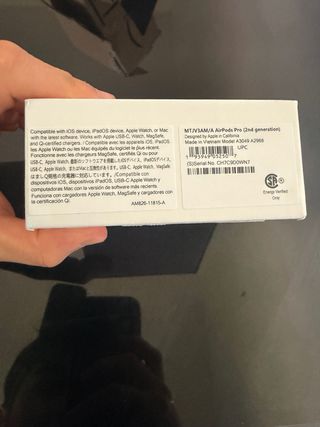 Compatible with iOS device, iPadOS device, Apple Watch, or Mac
with the latest software. Works with Apple USB-C, Watch, MagSafe,
and Qi-certified chargers. / Compatible avec les appareils iOS, iPadOS,
les Apple Watch ou les Mac équipés du logiciel le plus récent.
Fonctionne avec les chargeurs MagSafe, certifiés Qi ou pour
USB-C, Apple Watch,
USB-C, Apple Watch, MagSafe
/Compatible con
dispositivos iOS, dispositivos iPadOS, Apple Watch y
computadoras Mac con la versión de software más reciente.
Funciona con cargadores Apple USB-C, Watch, MagSafe y cargadores con
la certificación Qi.
AM826-11815-A
MTJV3AM/A AirPods Pro (2nd generation)
Designed by Apple in California
Made in Vietnam Model A3049 A2968
UPC
(S)Serial No.
Energy Verified
Only